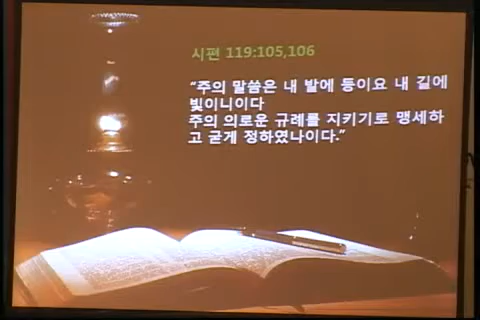 시편 119:105,106
“주의 말씀은 내 발에 등이요 내 길에
빛이니이다
주의 의로운 규례를 지키기로 맹세하
고 굳게 정하였나이다.”